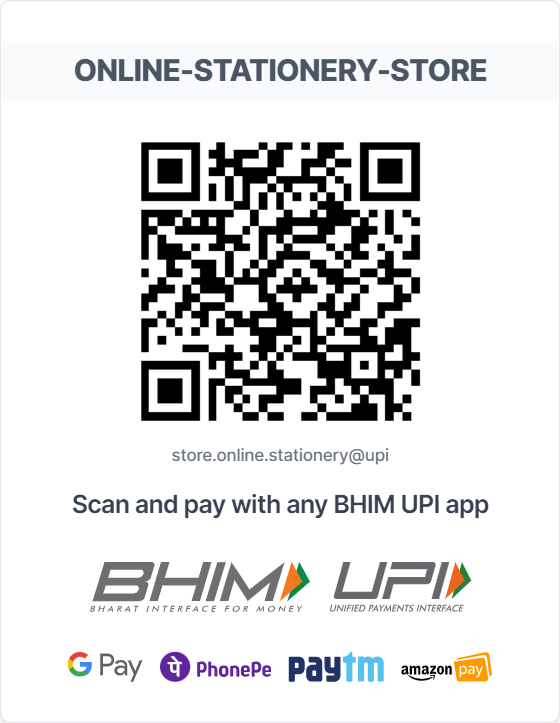 ONLINE-STATIONERY-STORE
store.online.stationery@upi
Scan and pay with any BHIM UPI app
BHIM UPI
BHARAT INTERFACE FOR MONEY UNIFIED PAYMENTS INTERFACE
G Pay PhonePe paytm amazon pay